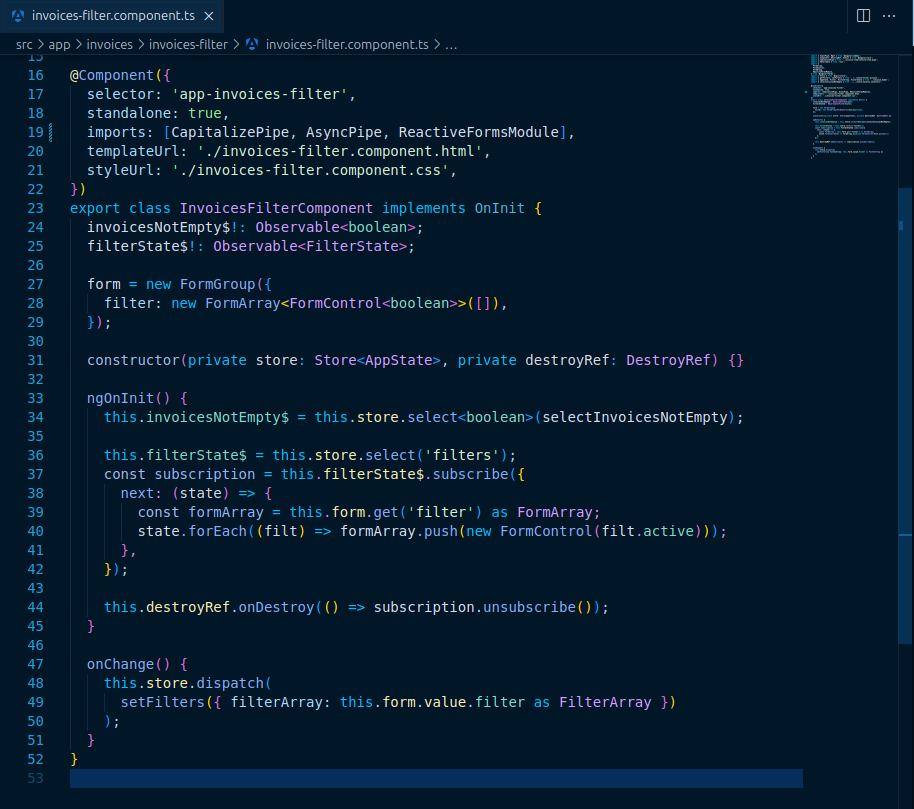 invoices-filter.component.ts
src > app > invoices > invoices-filter > invoices-filter.component.ts > ...
15
16 @Component({
17   selector: 'app-invoices-filter',
18   standalone: true,
19   imports: [CapitalizePipe, AsyncPipe, ReactiveFormsModule],
20   templateUrl: './invoices-filter.component.html',
21   styleUrl: './invoices-filter.component.css',
22 })
23 export class InvoicesFilterComponent implements OnInit {
24   invoicesNotEmpty$!: Observable<boolean>;
25   filterState$!: Observable<FilterState>;
26
27   form = new FormGroup({
28     filter: new FormArray<FormControl<boolean>>([]),
29   });
30
31   constructor(private store: Store<AppState>, private destroyRef: DestroyRef) {}
32
33   ngOnInit() {
34     this.invoicesNotEmpty$ = this.store.select<boolean>(selectInvoicesNotEmpty);
35
36     this.filterState$ = this.store.select('filters');
37     const subscription = this.filterState$.subscribe({
38       next: (state) => {
39         const formArray = this.form.get('filter') as FormArray;
40         state.forEach((filt) => formArray.push(new FormControl(filt.active)));
41       },
42     });
43
44     this.destroyRef.onDestroy(() => subscription.unsubscribe());
45   }
46
47   onChange() {
48     this.store.dispatch(
49       setFilters({ filterArray: this.form.value.filter as FilterArray })
50     );
51   }
52 }
53